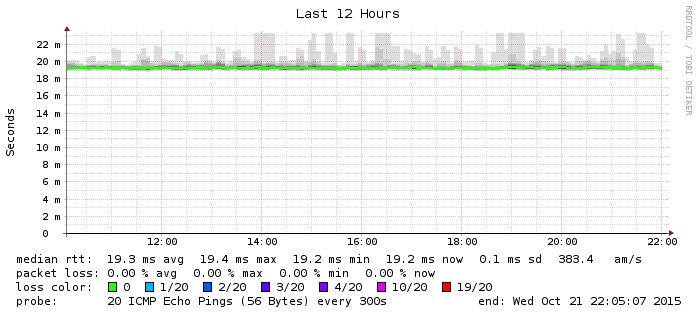 Last 12 Hours
RRDTOOL / TOBI OETIKER
Seconds
22 m
20 m
18 m
16 m
14 m
12 m
10 m
8 m
6 m
4 m
2 m
0
12:00 14:00 16:00 18:00 20:00 22:00
median rtt: 19.3 ms avg 19.4 ms max 19.2 ms min 19.2 ms now 0.1 ms sd 383.4 am/s
packet loss: 0.00 % avg 0.00 % max 0.00 % min 0.00 % now
loss color: 0 1/20 2/20 3/20 4/20 10/20 19/20
probe: 20 ICMP Echo Pings (56 Bytes) every 300s end: Wed Oct 21 22:05:07 2015